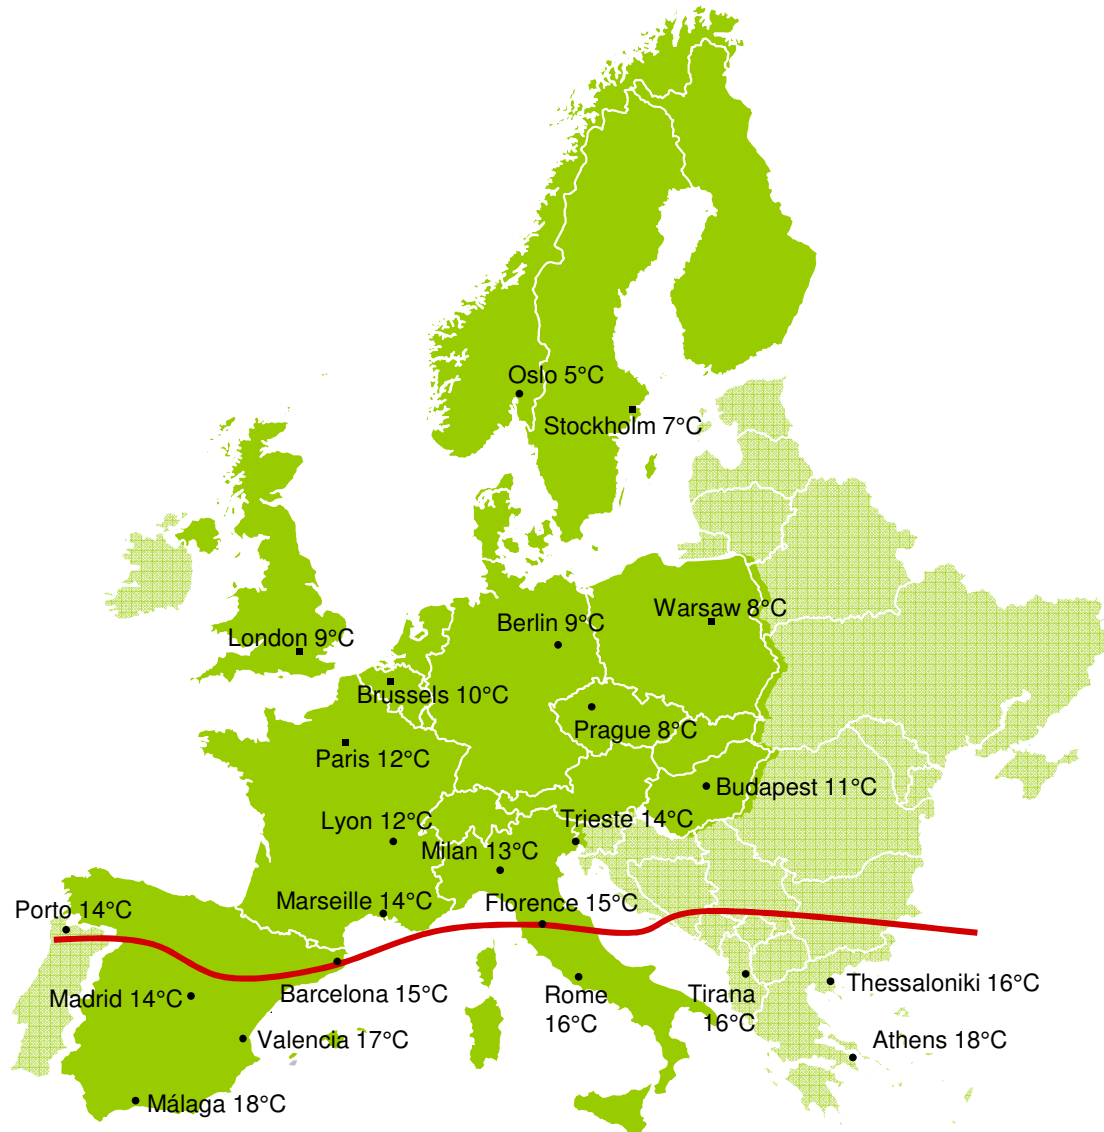 Oslo 5°C
Stockholm 7°C
Warsaw 8°C
Berlin 9°C
London 9°C
Brussels 10°C
Prague 8°C
Paris 12°C
Budapest 11°C
Lyon 12°C
Trieste 14°C
Milan 13°C
Marseille 14°C
Florence 15°C
Porto 14°C
Madrid 14°C
Barcelona 15°C
Rome
16°C
Tirana
16°C
Thessaloniki 16°C
Valencia 17°C
Athens 18°C
Málaga 18°C